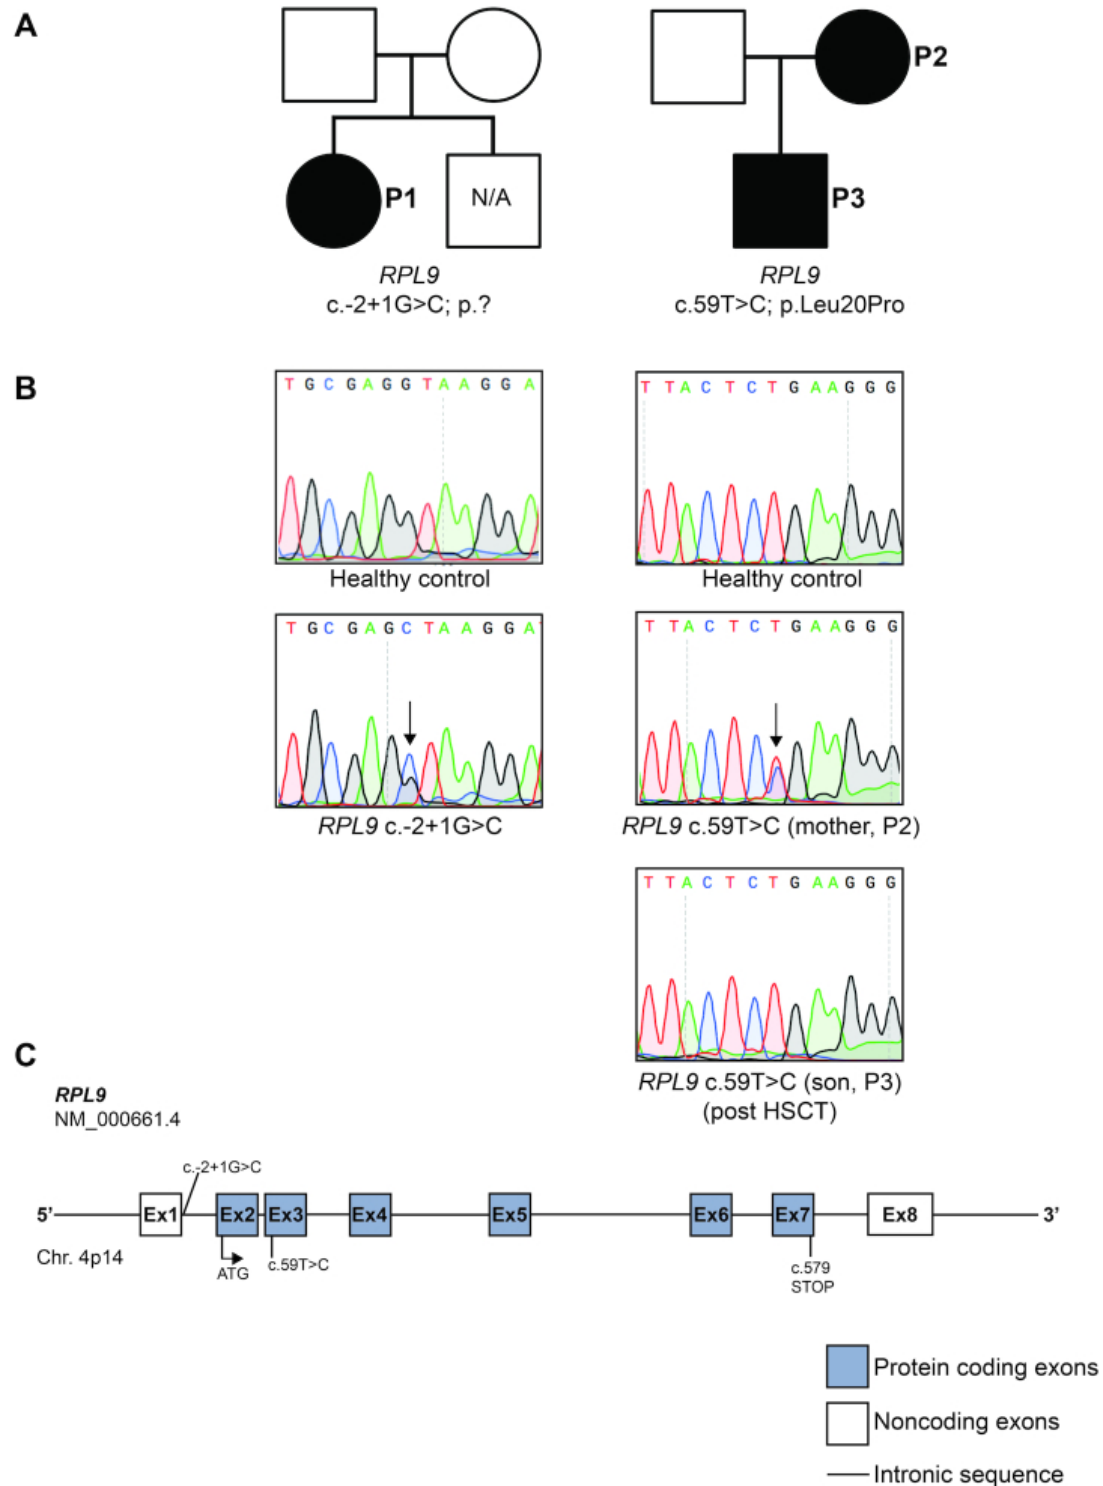 A
P2
P1
N/A
P3
RPL9
c.-2+1G>C; p.?
RPL9
c.59T>C; p.Leu20Pro
B
T G C G A G G T A A G G A
T T A C T C T G A A G G G
Healthy control
Healthy control
T G C G A G C T A A G G A
T T A C T C T G A A G G G
RPL9 c.-2+1G>C
RPL9 c.59T>C (mother, P2)
T T A C T C T G A A G G G
RPL9 c.59T>C (son, P3)
(post HSCT)
C
RPL9
NM_000661.4
c.-2+1G>C
5’ Ex1 Ex2 Ex3 Ex4 Ex5 Ex6 Ex7 Ex8 3’
Chr. 4p14
ATG
c.59T>C
c.579
STOP
Protein coding exons
Noncoding exons
Intronic sequence